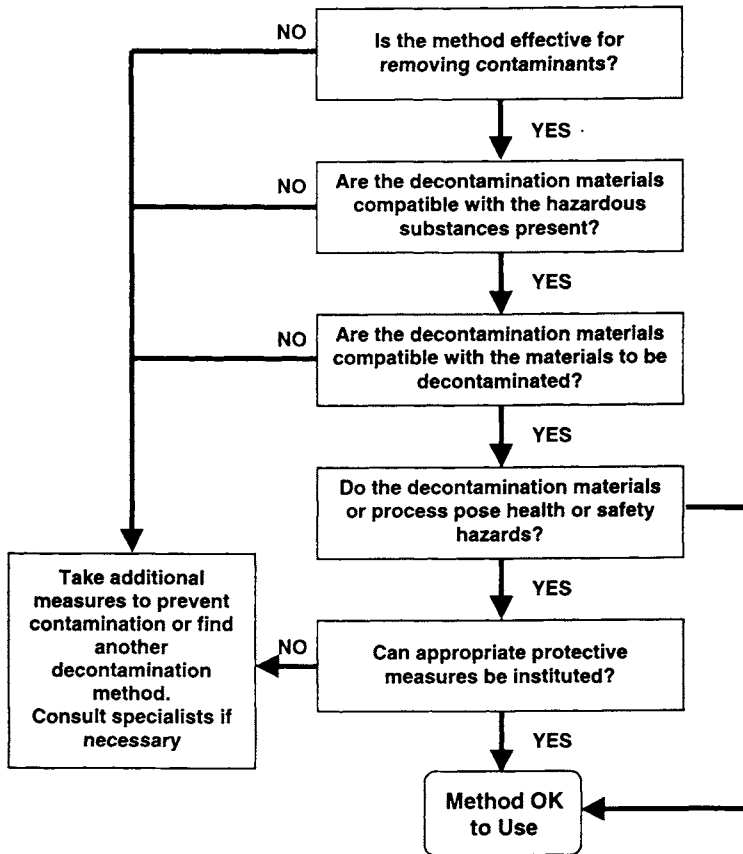 NO
Is the method effective for
removing contaminants?
YES
NO
Are the decontamination materials
compatible with the hazardous
substances present?
YES
NO
Are the decontamination materials
compatible with the materials to be
decontaminated?
YES
Do the decontamination materials
or process pose health or safety
hazards?
YES
Take additional
measures to prevent
contamination or find
another
decontamination
method.
Consult specialists if
necessary
NO
Can appropriate protective
measures be instituted?
YES
Method OK
to Use